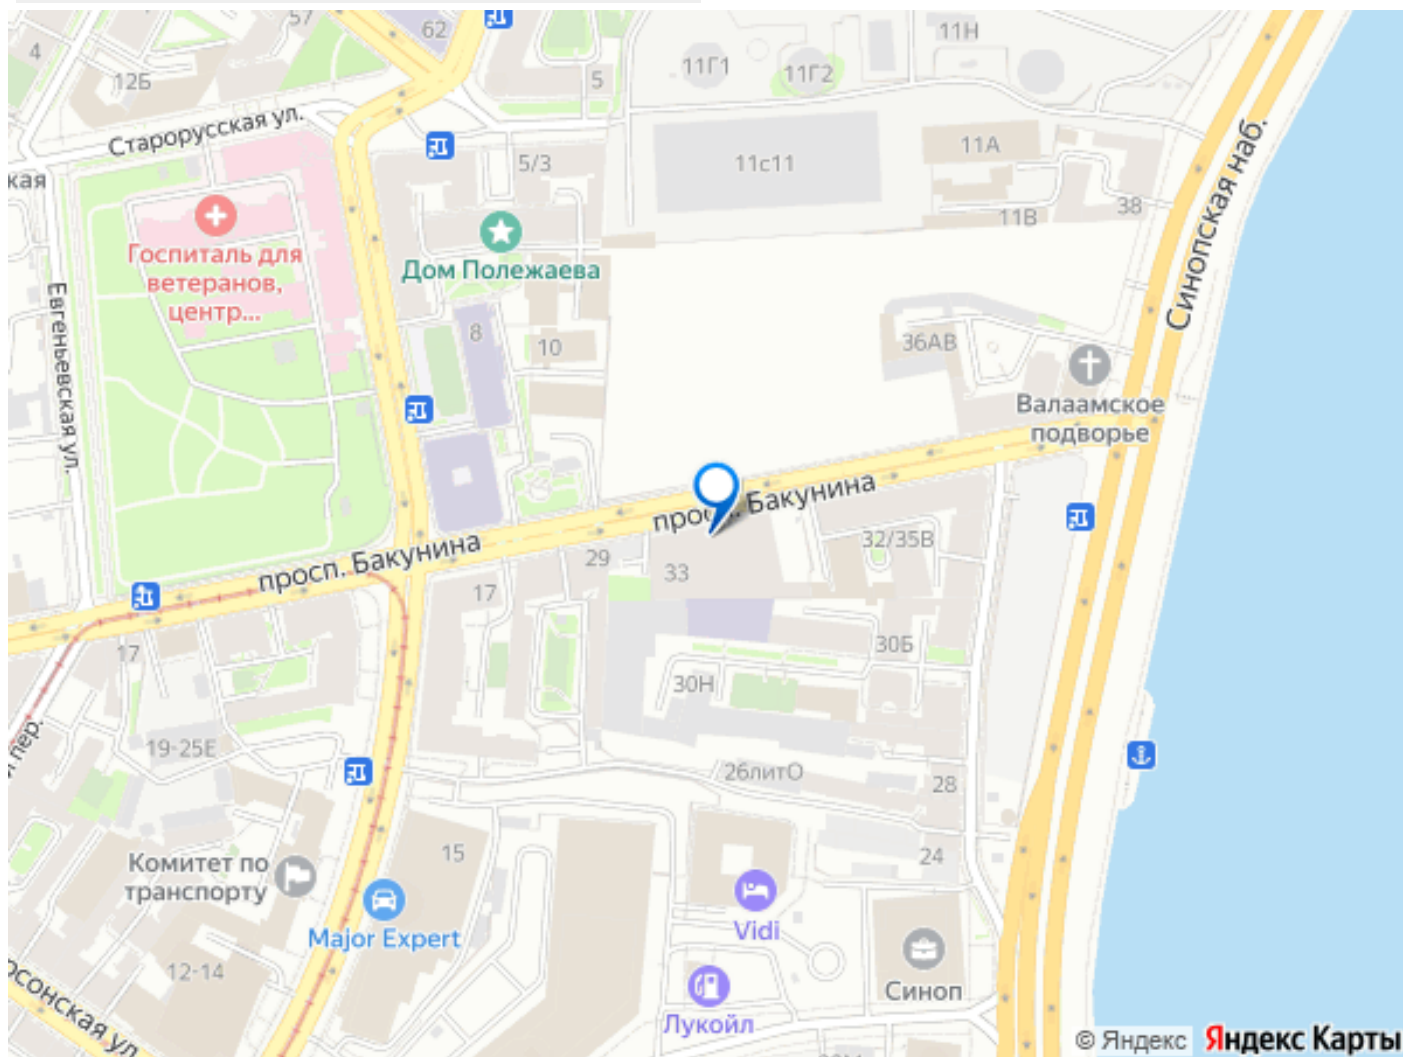 57
62
4
12Б
5
11Н
11Г1
11Г2
Старорусская ул.
ская
5/3
11с11
11А
11В
38
Синопская наб.
Госпиталь для
ветеранов,
центр...
Дом Полежаева
Евгеньевская ул.
8
10
36АВ
Валаамское
подворье
просп. Бакунина
просп. Бакунина
29
33
32/35В
17
17
30Б
30Н
пер.
19-25Е
26литО
28
24
15
Комитет по
транспорту
Major Expert
Vidi
12-14
Синоп
Лукойл
рсонская ул.
© Яндекс
Яндекс Карты